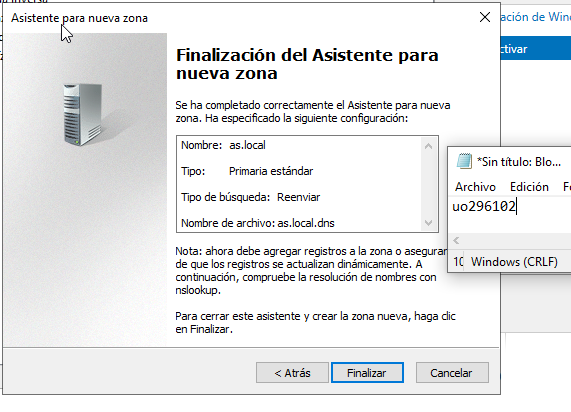 Asistente para nueva zona
Finalización del Asistente para
nueva zona
Se ha completado correctamente el Asistente para nueva
zona. Ha especificado la siguiente configuración:
Nombre: as.local
Tipo: Primaria estándar
Tipo de búsqueda: Reenviar
Nombre de archivo: as.local.dns
Nota: ahora debe agregar registros a la zona o asegurar
de que los registros se actualizan dinámicamente. A
continuación, compruebe la resolución de nombres con
nslookup.
Para cerrar este asistente y crear la zona nueva, haga clic
en Finalizar.
< Atrás
Finalizar
Cancelar
ación de Win
ctivar
*Sin título: Blo...
Archivo Edición
uo296102
Windows (CRLF)